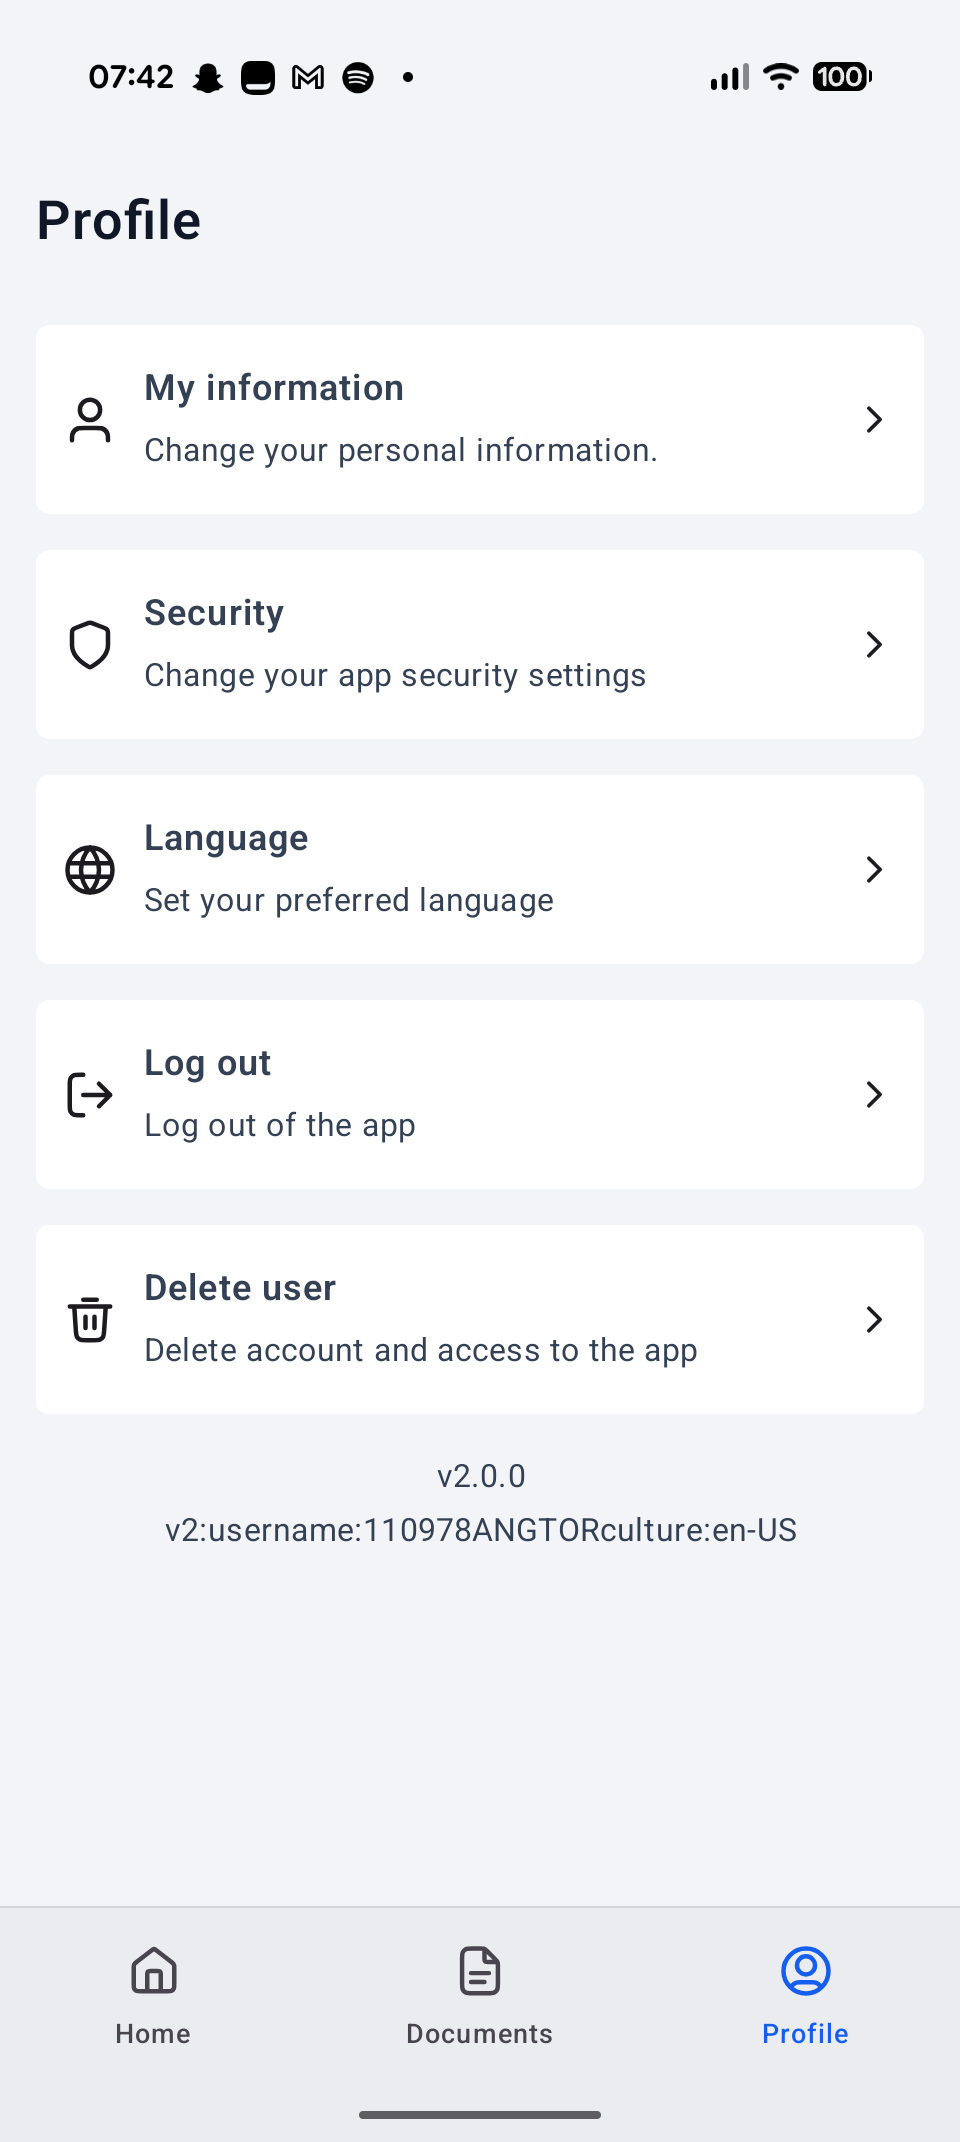 07:42
100
Profile
My information
Change your personal information.
Security
Change your app security settings
Language
Set your preferred language
Log out
Log out of the app
Delete user
Delete account and access to the app
v2.0.0
v2:username:110978ANGTORculture:en-US
Home
Documents
Profile